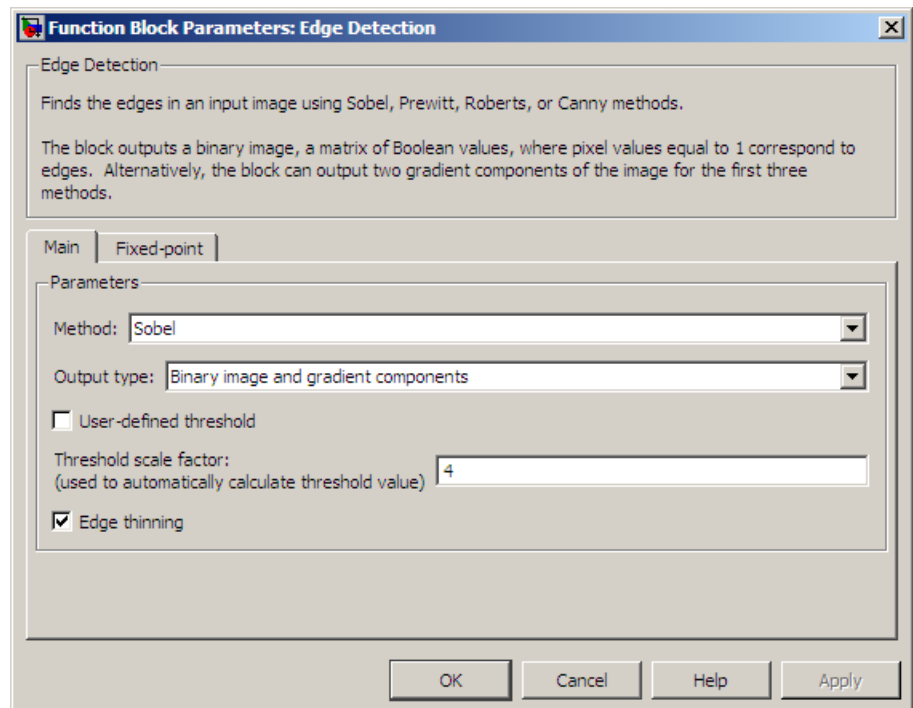 Function Block Parameters: Edge Detection
Edge Detection
Finds the edges in an input image using Sobel, Prewitt, Roberts, or Canny methods.
The block outputs a binary image, a matrix of Boolean values, where pixel values equal to 1 correspond to
edges. Alternatively, the block can output two gradient components of the image for the first three
methods.
Main Fixed-point
Parameters
Method: Sobel
Output type: Binary image and gradient components
User-defined threshold
Threshold scale factor:
(used to automatically calculate threshold value) 4
Edge thinning
OK Cancel Help Apply